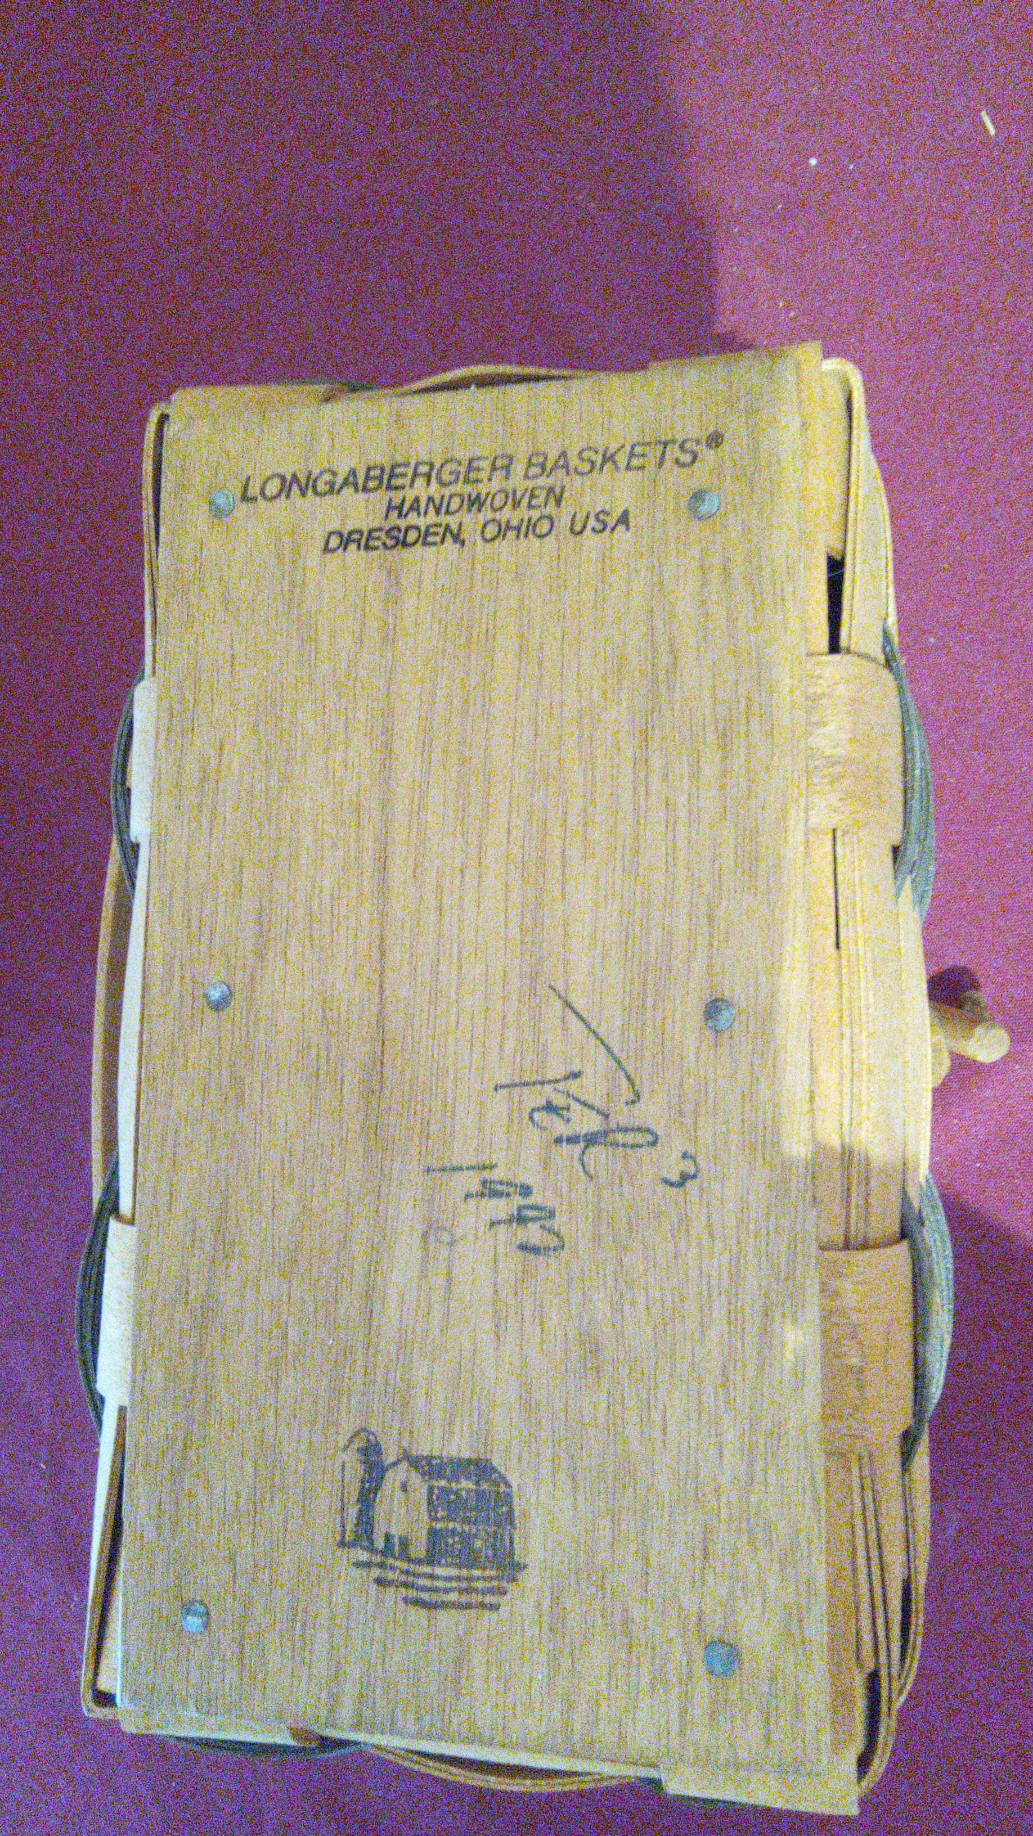 LONGABERGER BASKETS®
HANDWOVEN
DRESDEN, OHIO USA